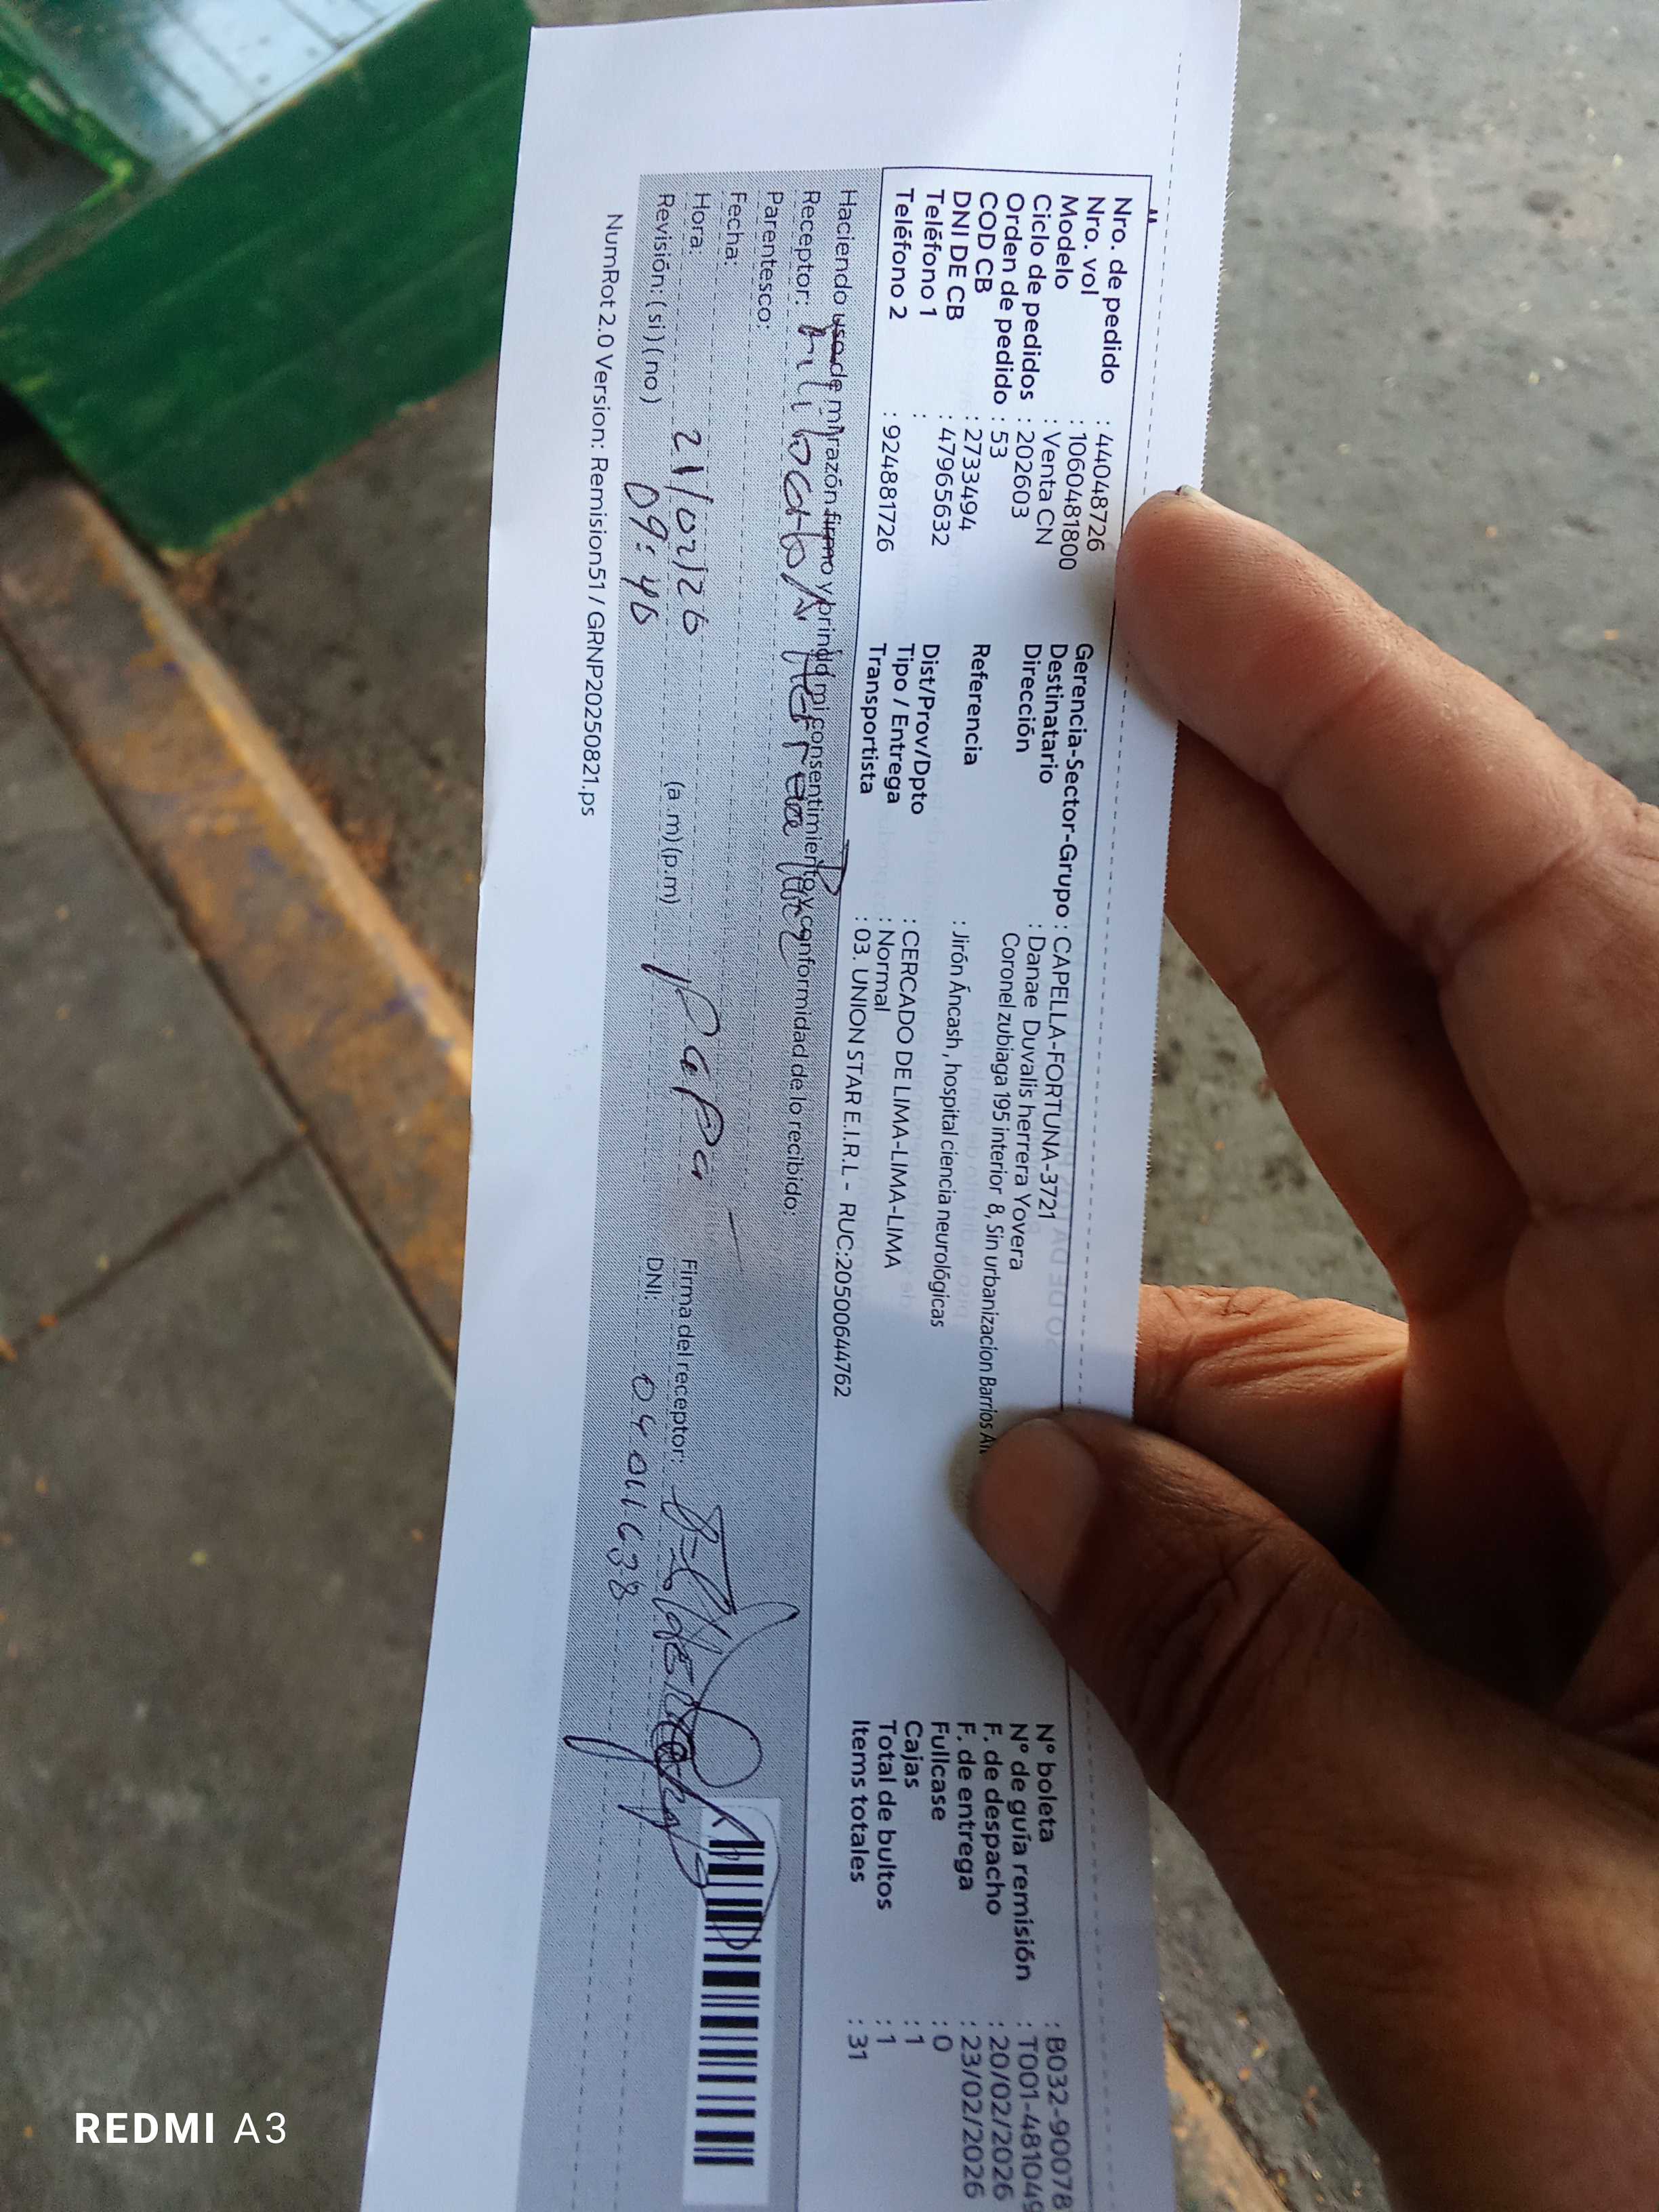 Nro. de pedido : 44048726
Nro. vol : 1060481800
Modelo : Venta CN
Ciclo de pedidos : 202603
Orden de pedido : 53
COD CB : 2733494
DNI DE CB : 47965632
Teléfono 1 :
Teléfono 2 : 924881726
Gerencia-Sector-Grupo : CAPELLA-FORTUNA-3721
Destinatario : Danae Duvalis herrera Yovera
Dirección Coronel zubiaga 195 interior 8, Sin urbanizacion Barrios
Referencia : Jirón Áncash, hospital ciencia neurológicas
Dist/Prov/Dpto : CERCADO DE LIMA-LIMA-LIMA
Tipo / Entrega : Normal
Transportista : 03. UNION STAR E.I.R.L - RUC:20500644762
N° boleta : B032-90078
N° de guía remisión : T001-481049
F. de despacho : 20/02/2026
F. de entrega : 23/02/2026
Fullcase : 0
Cajas : 1
Total de bultos : 1
Items totales : 31
Haciendo uso de mi razón firmo y brindo mi consentimiento y conformidad de lo recibido:
Receptor:
Parentesco: Papa
Fecha: 21/02/26
Hora: 09:40 (a.m)(p.m)
Revisión: (si) (no)
Firma del receptor:
DNI:
NumRot 2.0 Version: Remision51 / GRNP20250821.ps
REDMI A3